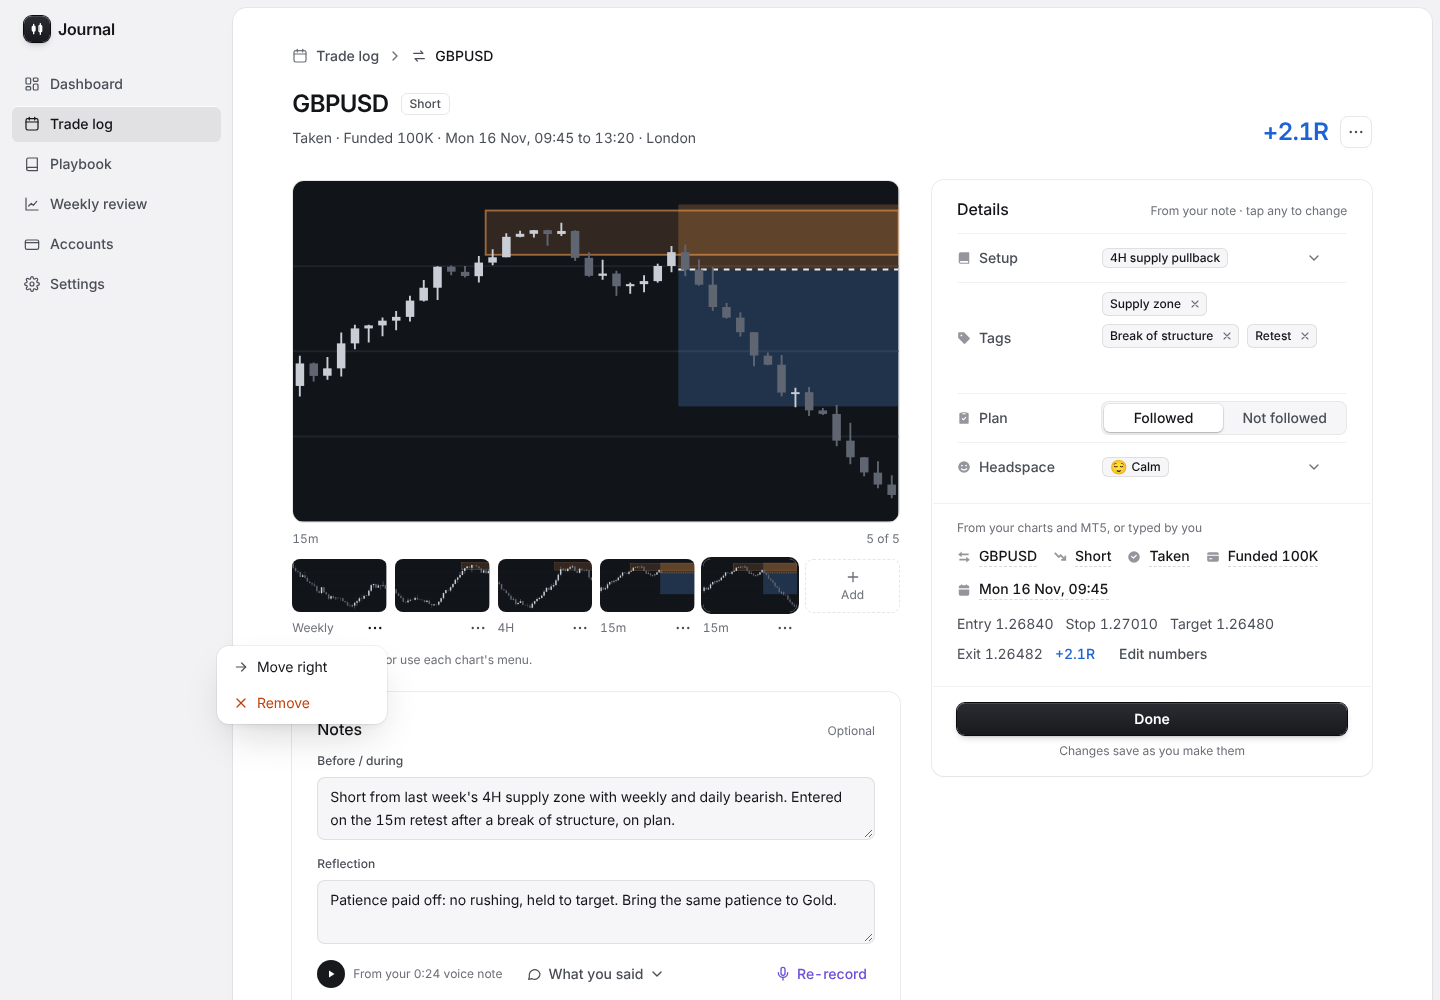 Journal
Dashboard
Trade log
Playbook
Weekly review
Accounts
Settings
Trade log > GBPUSD
GBPUSD Short
Taken · Funded 100K · Mon 16 Nov, 09:45 to 13:20 · London
+2.1R
15m 5 of 5
Add
Weekly
4H
15m
15m
or use each chart's menu.
Move right
Remove
Notes Optional
Before / during
Short from last week's 4H supply zone with weekly and daily bearish. Entered
on the 15m retest after a break of structure, on plan.
Reflection
Patience paid off: no rushing, held to target. Bring the same patience to Gold.
From your 0:24 voice note What you said Re-record
Details From your note · tap any to change
Setup 4H supply pullback
Tags Supply zone
Break of structure Retest
Plan Followed Not followed
Headspace 😌 Calm
From your charts and MT5, or typed by you
GBPUSD Short Taken Funded 100K
Mon 16 Nov, 09:45
Entry 1.26840 Stop 1.27010 Target 1.26480
Exit 1.26482 +2.1R Edit numbers
Done
Changes save as you make them